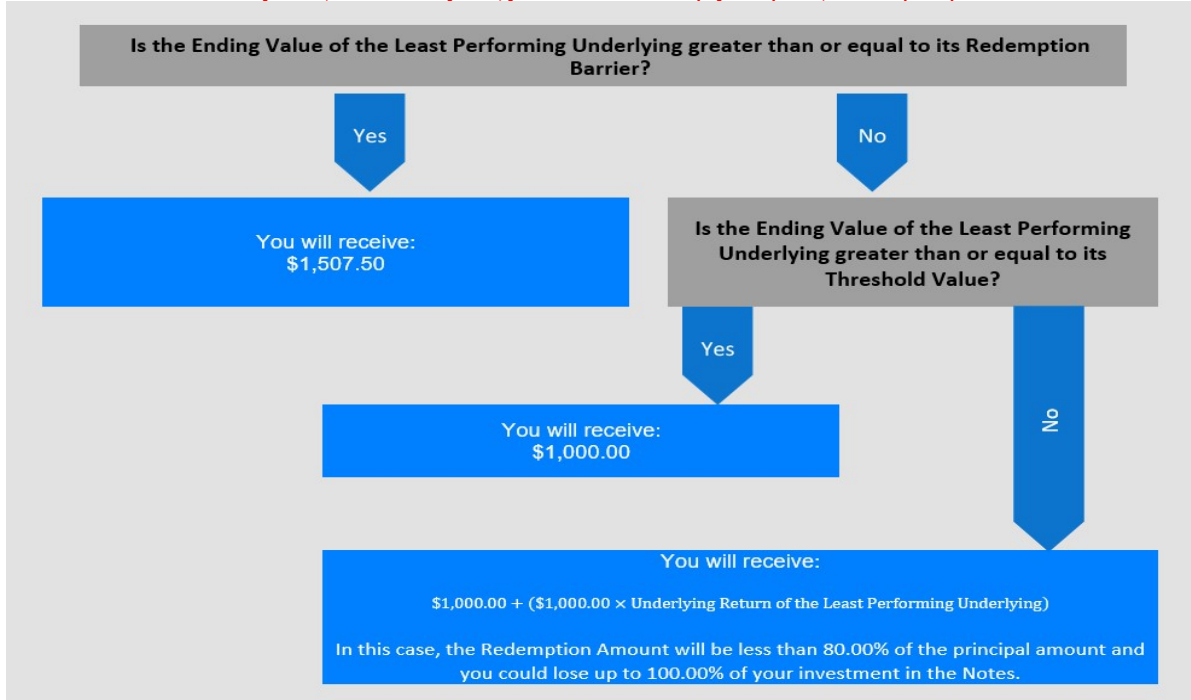 Is the Ending Value of the Least Performing Underlying greater than or equal to its Redemption
Barrier?
Yes
No
You will receive:
$1,507.50
Is the Ending Value of the Least Performing
Underlying greater than or equal to its
Threshold Value?
Yes
No
You will receive:
$1,000.00
You will receive:
$1,000.00 + ($1,000.00 × Underlying Return of the Least Performing Underlying)
In this case, the Redemption Amount will be less than 80.00% of the principal amount and
you could lose up to 100.00% of your investment in the Notes.